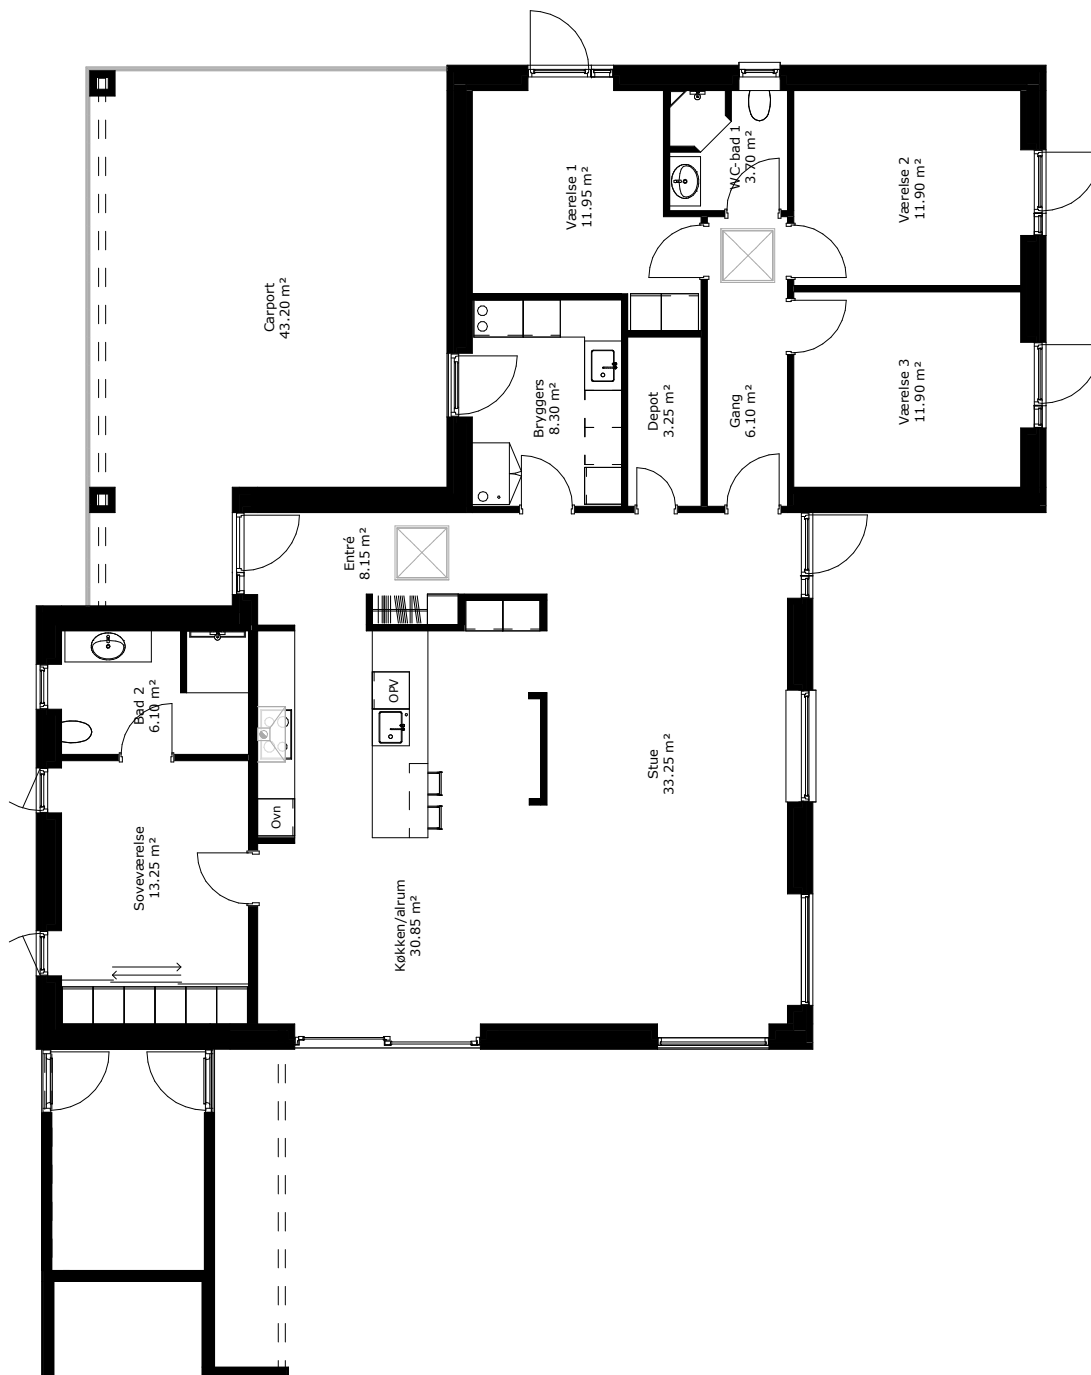 Værelse 1
11.95 m²
WC-bad 1
3.70 m²
Værelse 2
11.90 m²
Carport
43.20 m²
Bryggers
8.30 m²
Depot
3.25 m²
Gang
6.10 m²
Værelse 3
11.90 m²
Entré
8.15 m²
Bad 2
6.10 m²
OPV
Stue
33.25 m²
Ovn
Soveværelse
13.25 m²
Køkken/alrum
30.85 m²